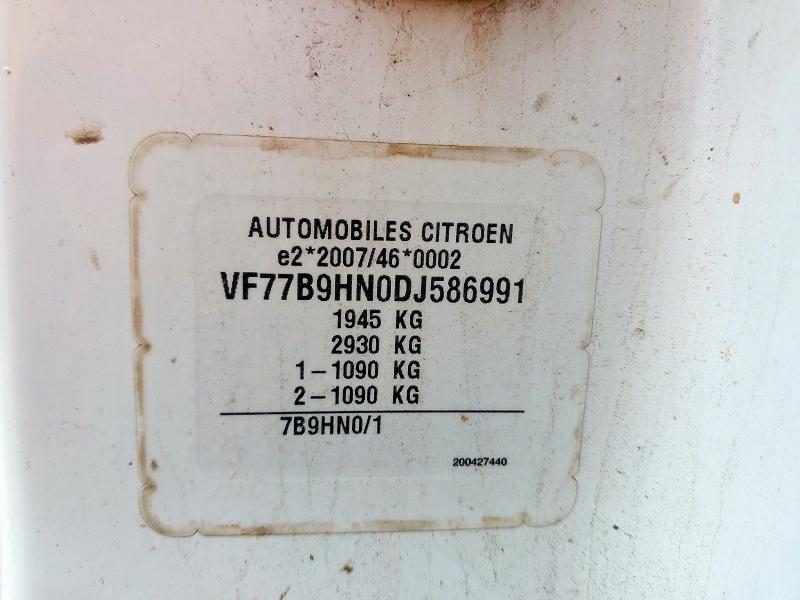 AUTOMOBILES CITROEN
e2*2007/46*0002
VF77B9HN0DJ586991
1945 KG
2930 KG
1-1090 KG
2-1090 KG
7B9HN0/1
200427440